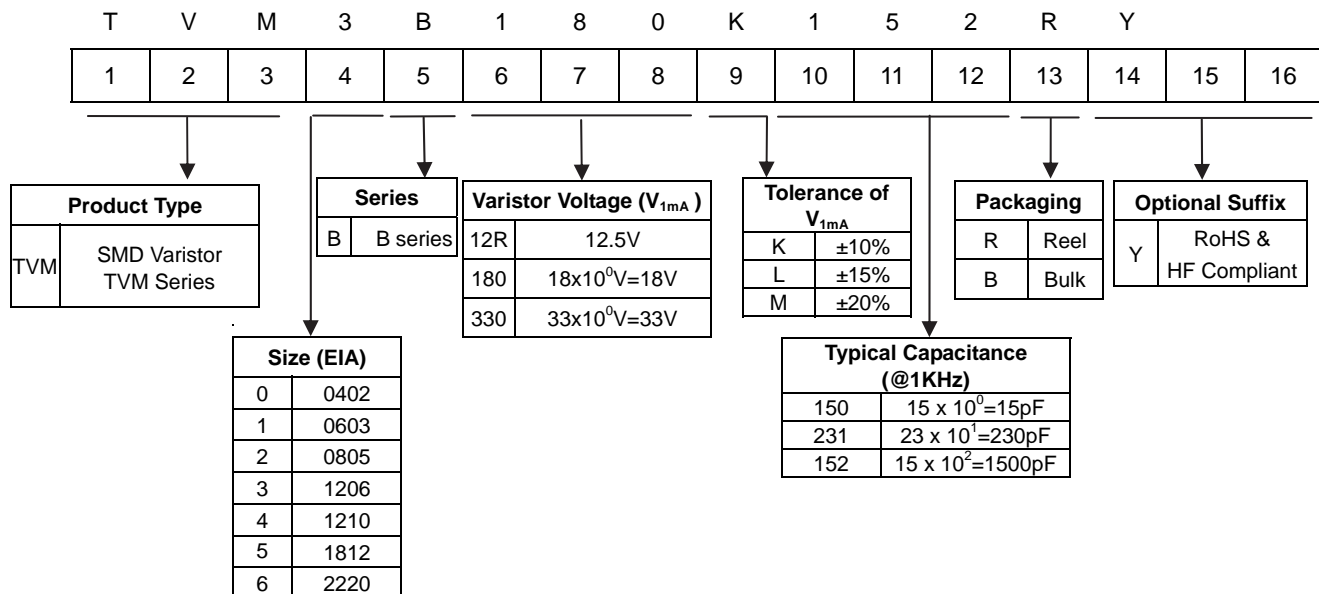 T V M 3 B 1 8 0 K 1 5 2 R Y
1 2 3 4 5 6 7 8 9 10 11 12 13 14 15 16
Product Type
TVM SMD Varistor
TVM Series
Series
B B series
Varistor Voltage (V1mA )
12R 12.5V
180 18x10⁰V=18V
330 33x10⁰V=33V
Tolerance of
V1mA
K ±10%
L ±15%
M ±20%
Packaging
R Reel
B Bulk
Optional Suffix
Y RoHS &
HF Compliant
Size (EIA)
0 0402
1 0603
2 0805
3 1206
4 1210
5 1812
6 2220
Typical Capacitance
(@1KHz)
150 15 x 10⁰=15pF
231 23 x 10¹=230pF
152 15 x 10²=1500pF